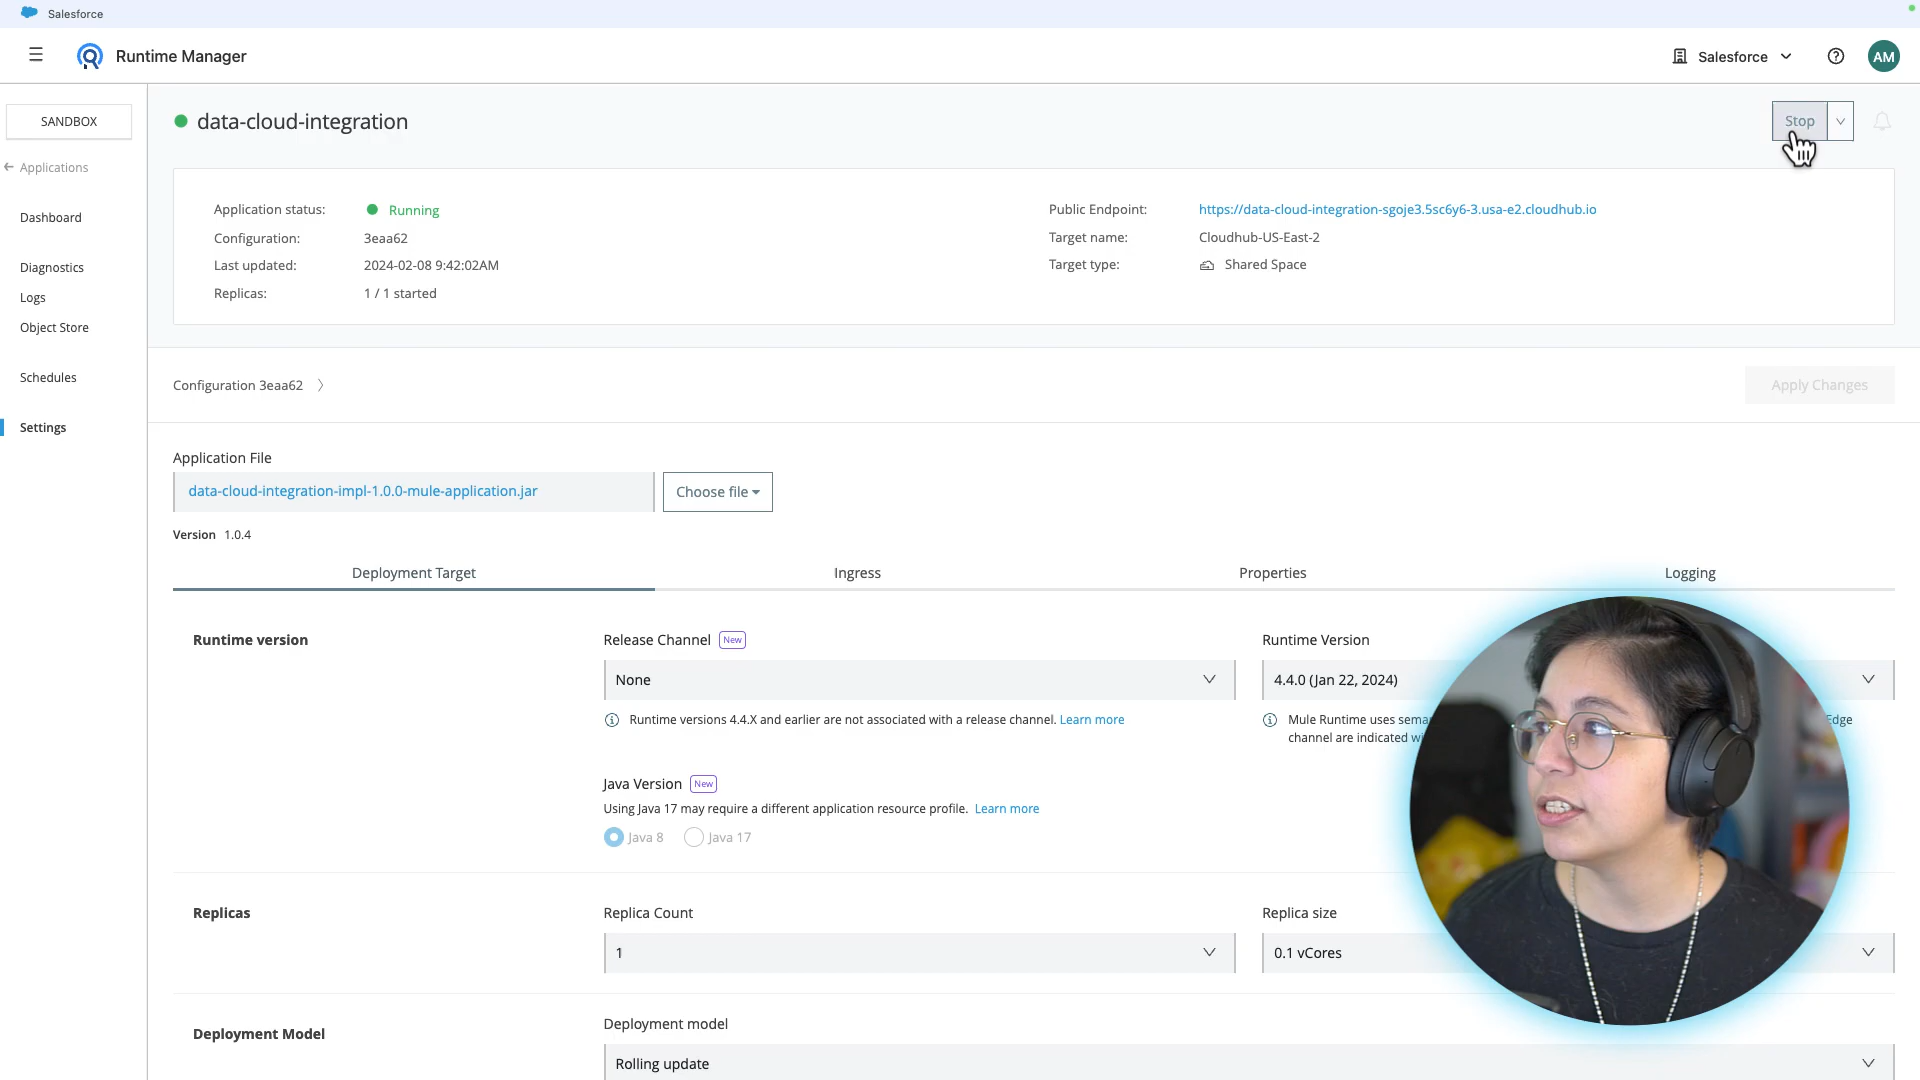 Salesforce
Runtime Manager
Salesforce
AM
SANDBOX
data-cloud-integration
Stop
Applications
Dashboard
Diagnostics
Logs
Object Store
Schedules
Settings
Application status: Running
Configuration: 3eaa62
Last updated: 2024-02-08 9:42:02AM
Replicas: 1 / 1 started
Public Endpoint: https://data-cloud-integration-sgoje3.5sc6y6-3.usa-e2.cloudhub.io
Target name: Cloudhub-US-East-2
Target type: Shared Space
Configuration 3eaa62
Apply Changes
Application File
data-cloud-integration-impl-1.0.0-mule-application.jar
Choose file
Version 1.0.4
Deployment Target
Ingress
Properties
Logging
Runtime version
Release Channel New
None
Runtime versions 4.4.X and earlier are not associated with a release channel. Learn more
Runtime Version
4.4.0 (Jan 22, 2024)
Mule Runtime uses Edge
channel are indicated
Java Version New
Using Java 17 may require a different application resource profile. Learn more
Java 8
Java 17
Replicas
Replica Count
1
Replica size
0.1 vCores
Deployment Model
Deployment model
Rolling update